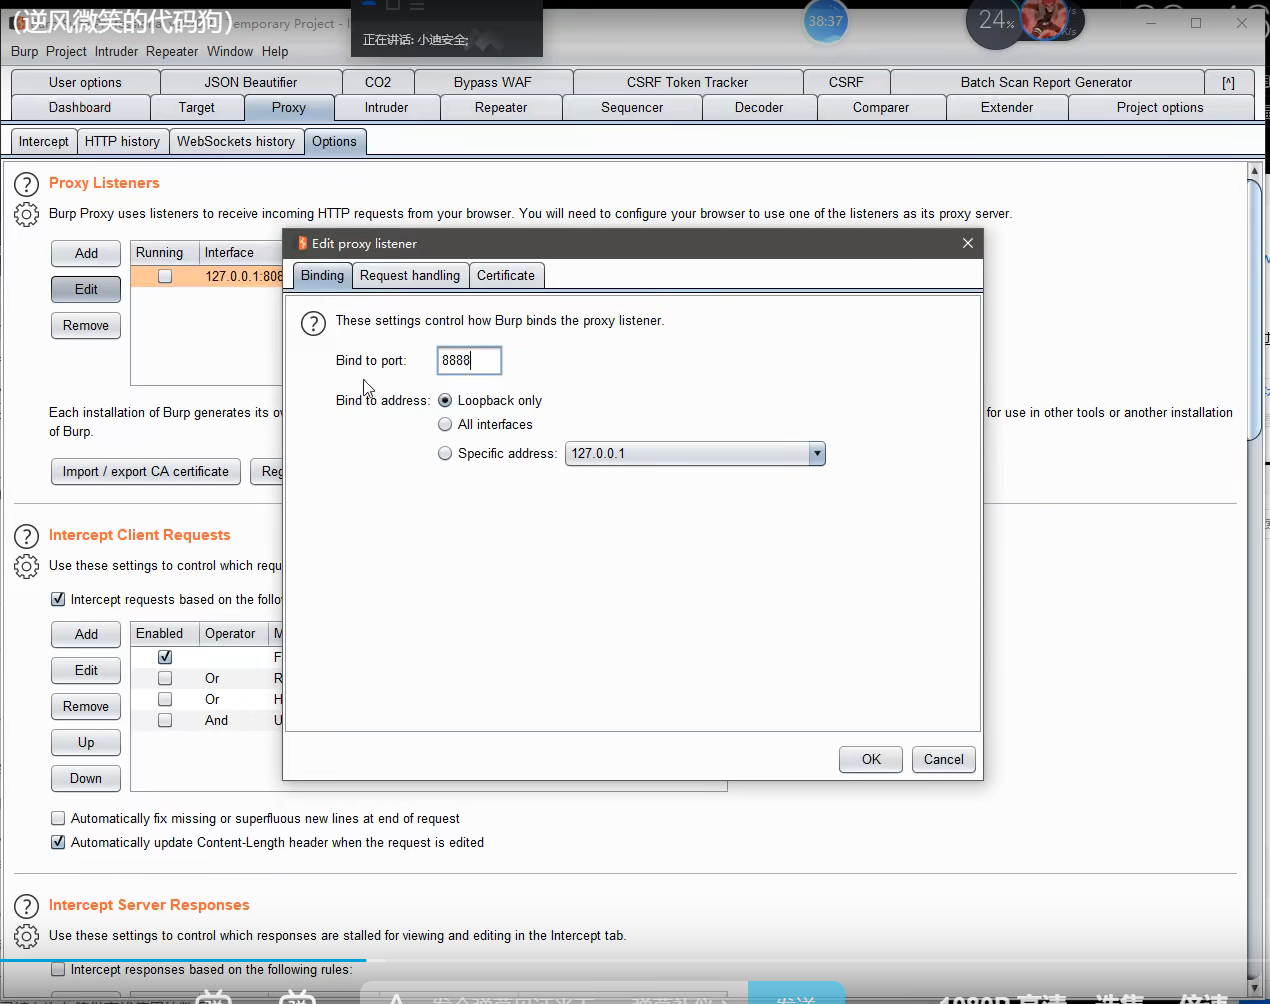 (逆风微笑的代码狗)
Temporary Project -
正在讲话: 小迪安全;
38:37
24%
Burp Project Intruder Repeater Window Help
User options JSON Beautifier CO2 Bypass WAF CSRF Token Tracker CSRF Batch Scan Report Generator [^]
Dashboard Target Proxy Intruder Repeater Sequencer Decoder Comparer Extender Project options
Intercept HTTP history WebSockets history Options
Proxy Listeners
Burp Proxy uses listeners to receive incoming HTTP requests from your browser. You will need to configure your browser to use one of the listeners as its proxy server.
Add
Edit
Remove
Running Interface
127.0.0.1:808
Edit proxy listener
Binding Request handling Certificate
These settings control how Burp binds the proxy listener.
Bind to port: 8888
Bind to address: Loopback only
All interfaces
Specific address: 127.0.0.1
OK Cancel
Each installation of Burp generates its for use in other tools or another installation
of Burp.
Import / export CA certificate
Intercept Client Requests
Use these settings to control which
Intercept requests based on the
Add
Edit
Remove
Up
Down
Enabled Operator
Or
Or
And
Automatically fix missing or superfluous new lines at end of request
Automatically update Content-Length header when the request is edited
Intercept Server Responses
Use these settings to control which responses are stalled for viewing and editing in the Intercept tab.
Intercept responses based on the following rules:
发送
1080P 高清 选集 倍速